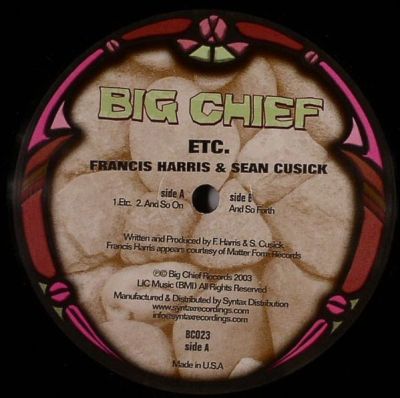 BIG CHIEF
ETC.
FRANCIS HARRIS & SEAN CUSICK
side A
1.Etc. 2. And So On
side B
And So Forth
Written and Produced by F. Harris & S. Cusick
Francis Harris appears courtesy of Matter Form Records
℗© Big Chief Records 2003
LiC Music (BMI) All Rights Reserved
Manufactured & Distributed by Syntax Distribution
www.syntaxrecordings.com
info@syntaxrecordings.com
BC023
side A
Made in U.S.A